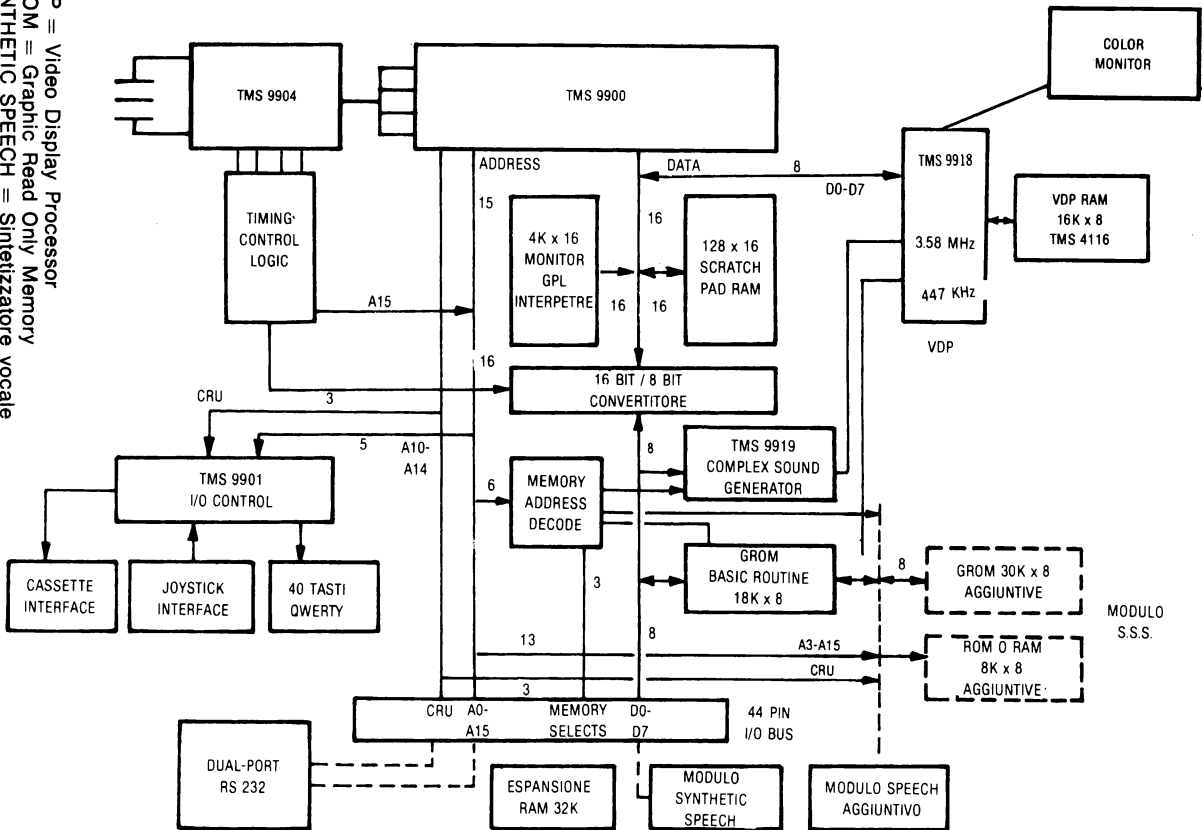 P = Video Display Processor
OM = Graphic Read Only Memory
NTHETIC SPEECH = Sintetizzatore vocale
TMS 9904
TMS 9900
COLOR
MONITOR
ADDRESS
DATA
8
D0-D7
TMS 9918
3.58 MHz
447 KHz
VDP
VDP RAM
16K x 8
TMS 4116
TIMING
CONTROL
LOGIC
15
4K x 16
MONITOR
GPL
INTERPETRE
16
16
16
128 x 16
SCRATCH
PAD RAM
A15
16
16 BIT / 8 BIT
CONVERTITORE
CRU
3
5
A10-
A14
TMS 9901
I/O CONTROL
6
MEMORY
ADDRESS
DECODE
8
TMS 9919
COMPLEX SOUND
GENERATOR
CASSETTE
INTERFACE
JOYSTICK
INTERFACE
40 TASTI
QWERTY
3
GROM
BASIC ROUTINE
18K x 8
8
GROM 30K x 8
AGGIUNTIVE
MODULO
S.S.S.
13
8
A3-A15
CRU
ROM O RAM
8K x 8
AGGIUNTIVE
3
CRU
A0-
A15
MEMORY
SELECTS
D0-
D7
44 PIN
I/O BUS
DUAL-PORT
RS 232
ESPANSIONE
RAM 32K
MODULO
SYNTHETIC
SPEECH
MODULO SPEECH
AGGIUNTIVO